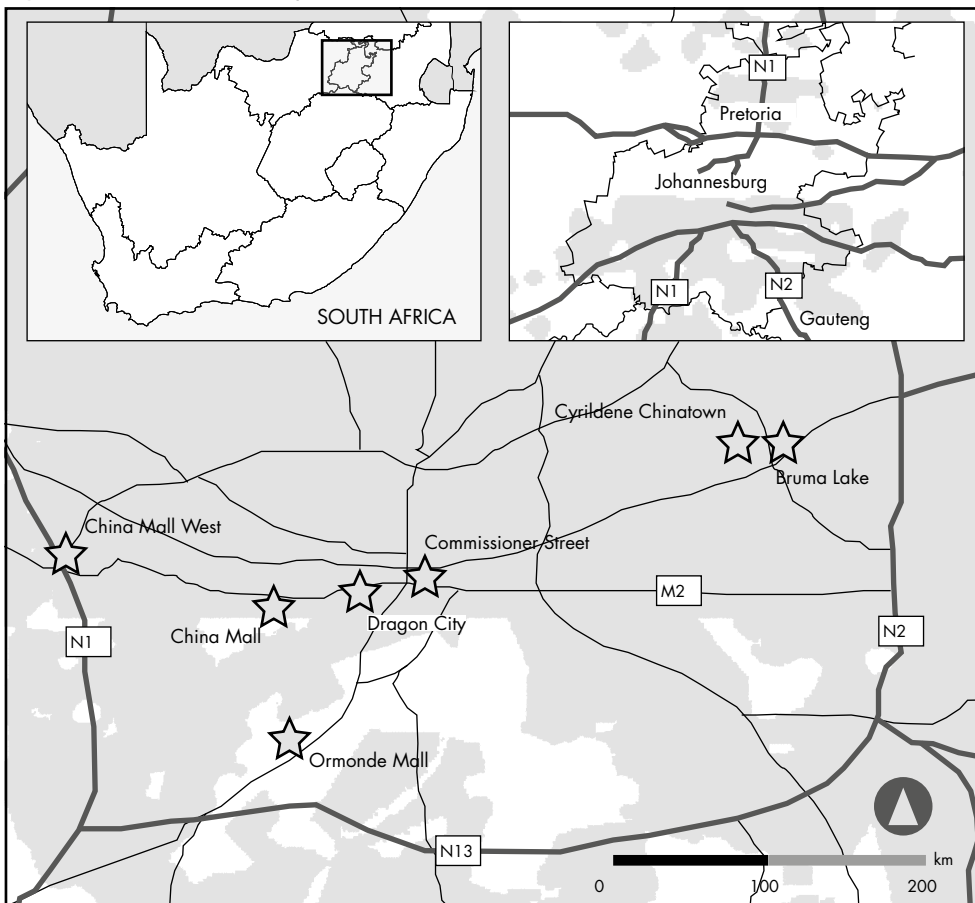 SOUTH AFRICA
N1
Pretoria
Johannesburg
N1
N2
Gauteng
Cyrildene Chinatown
Bruma Lake
China Mall West
Commissioner Street
M2
China Mall
Dragon City
N1
N2
Ormonde Mall
N13
km
0 100 200